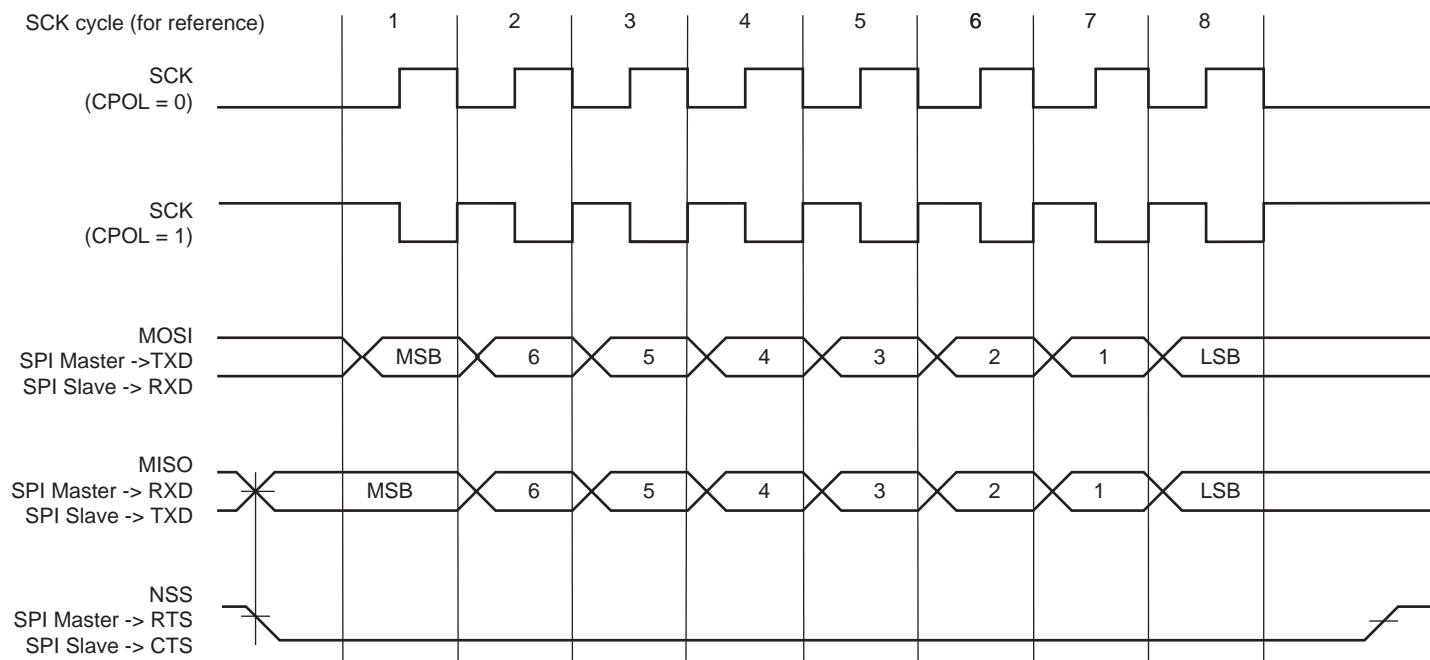 SCK cycle (for reference) 1 2 3 4 5 6 7 8
SCK
(CPOL = 0)
SCK
(CPOL = 1)
MOSI
SPI Master ->TXD
SPI Slave -> RXD
MSB 6 5 4 3 2 1 LSB
MISO
SPI Master -> RXD
SPI Slave -> TXD
MSB 6 5 4 3 2 1 LSB
NSS
SPI Master -> RTS
SPI Slave -> CTS